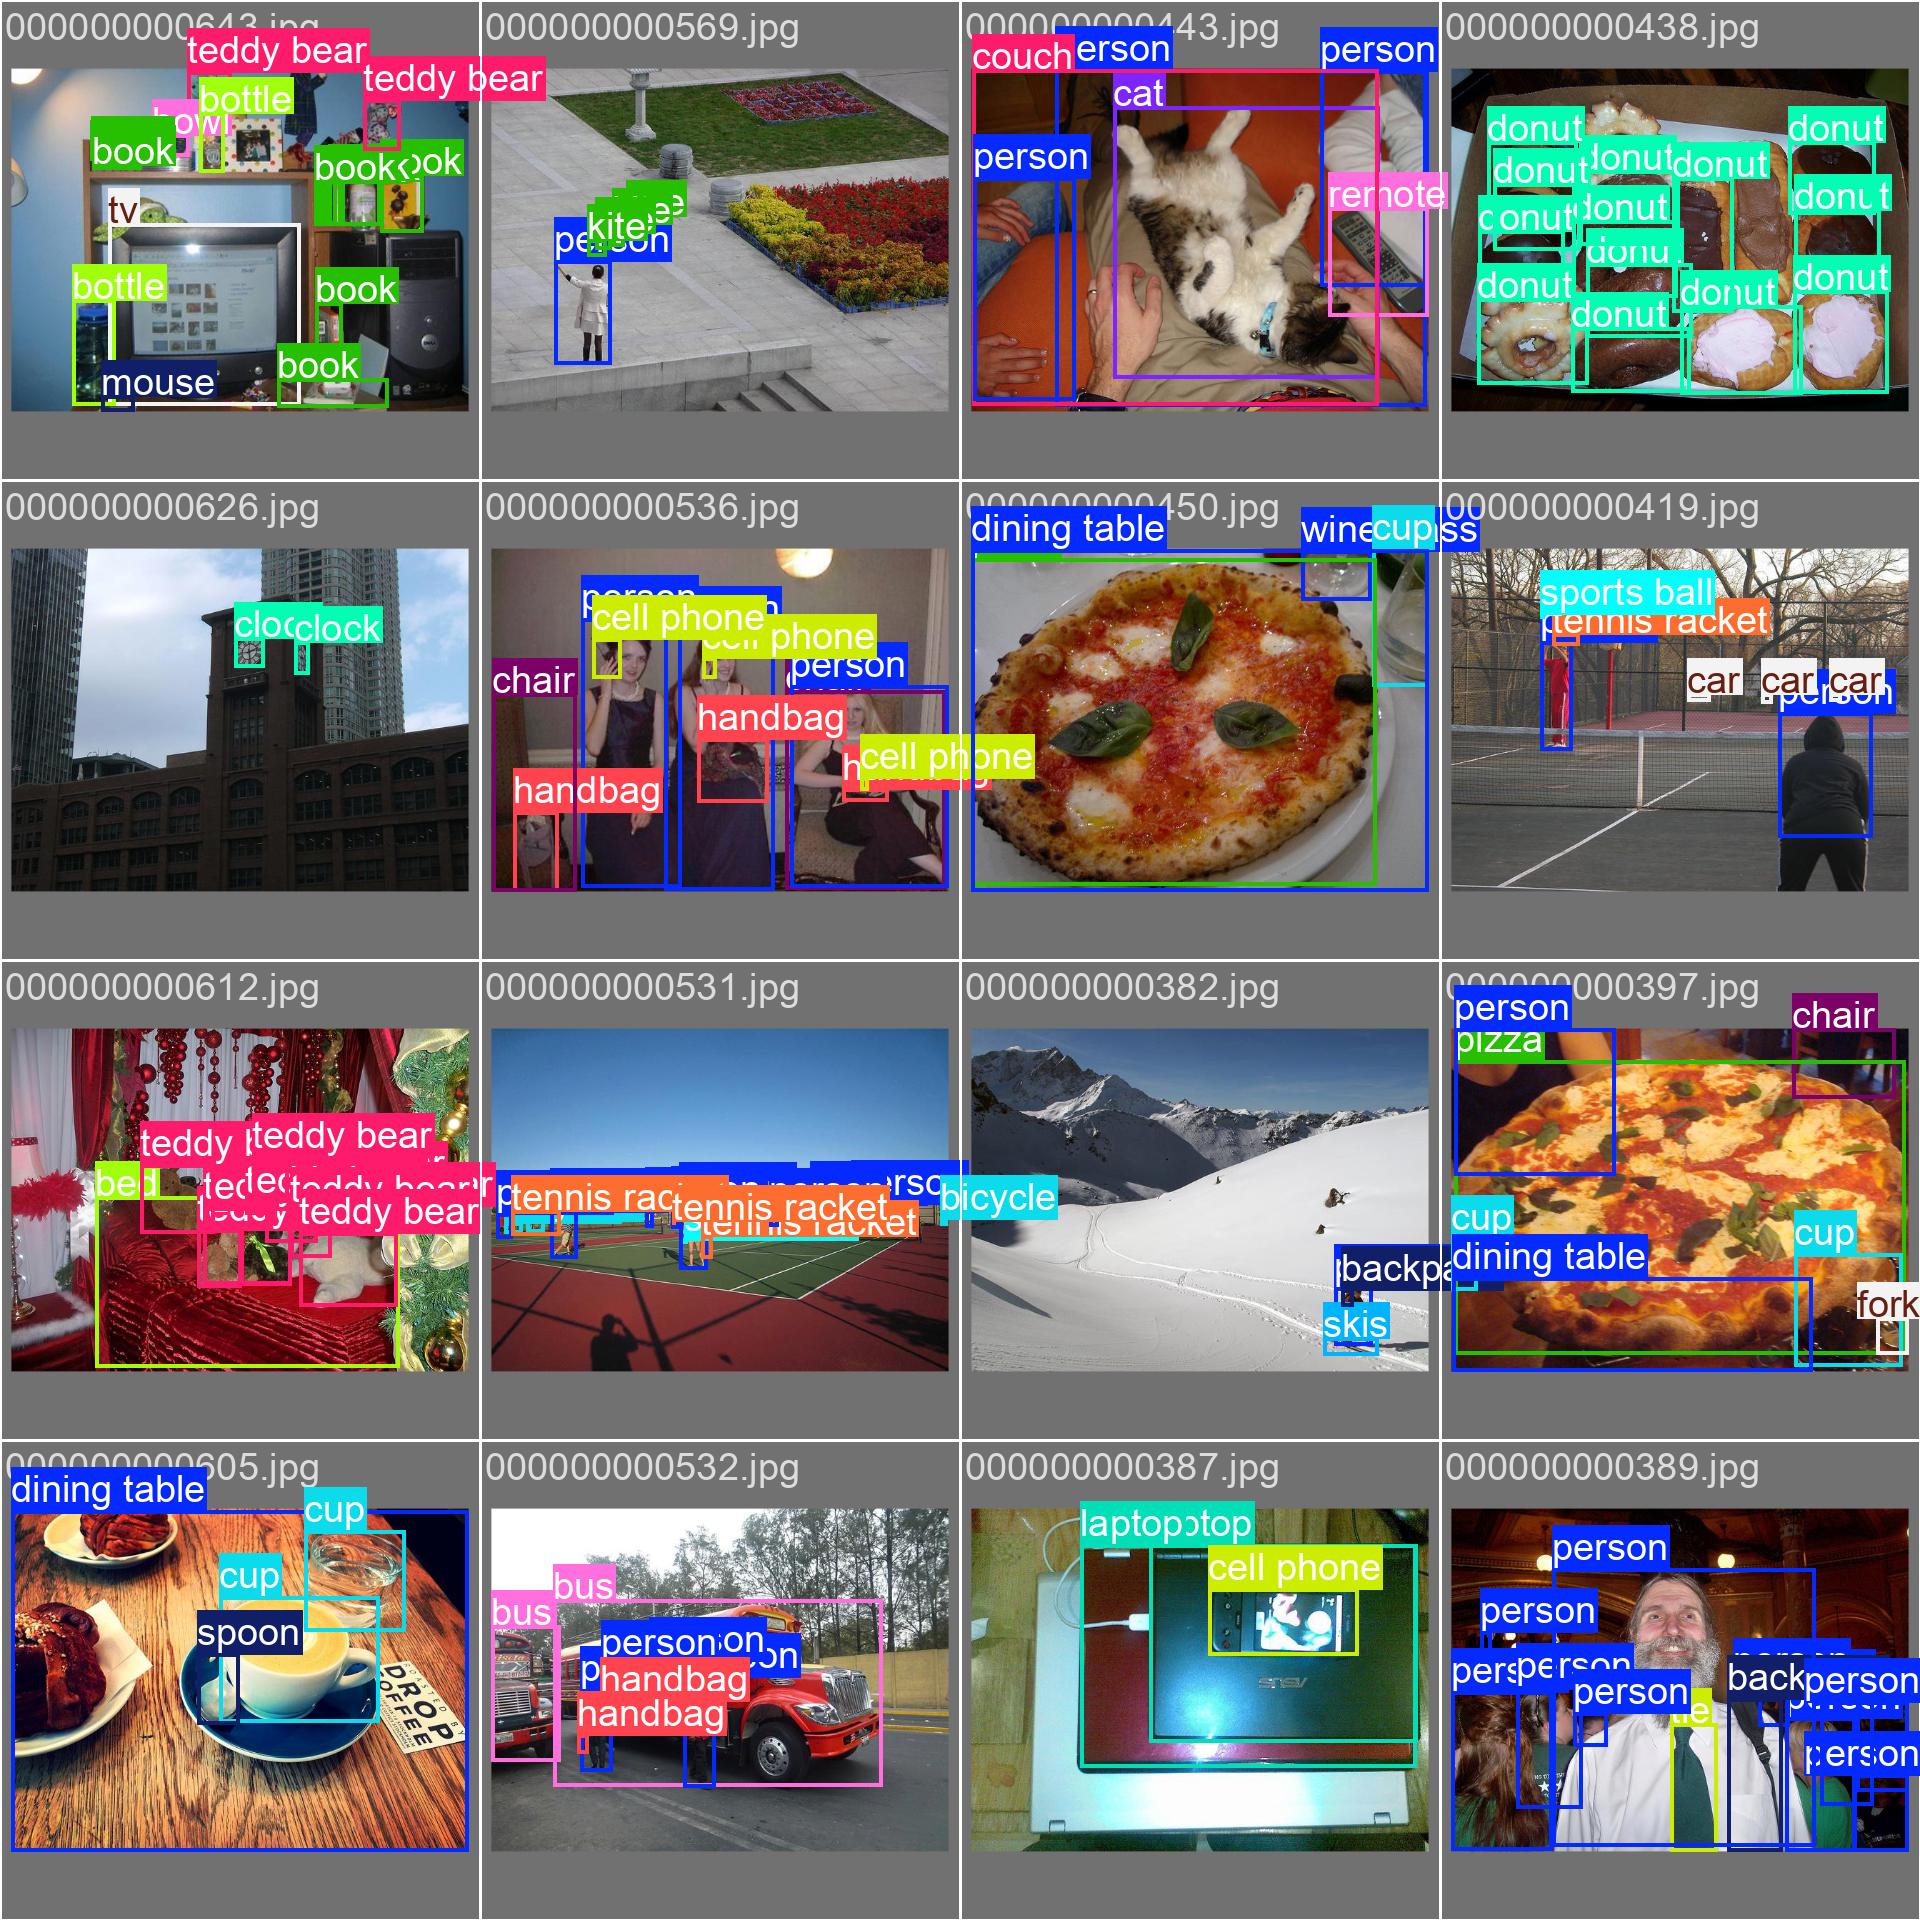 000000000643.jpg
teddy bear
teddy bear
bottle
bowl
book
book
book
tv
bottle
book
book
mouse
000000000569.jpg
kite
person
000000000443.jpg
couch
person
person
cat
person
remote
000000000438.jpg
donut
donut
donut
donut
donut
donut
donut
donut
donut
donut
donut
donut
donut
000000000626.jpg
clock
clock
000000000536.jpg
person
cell phone
cell phone
person
chair
handbag
cell phone
handbag
handbag
000000000450.jpg
dining table
wine glass
cup
000000000419.jpg
sports ball
tennis racket
car
car
car
person
000000000612.jpg
teddy bear
teddy bear
bed
teddy bear
teddy bear
000000000531.jpg
person
tennis racket
tennis racket
tennis racket
bicycle
000000000382.jpg
backpack
skis
000000000397.jpg
person
pizza
chair
cup
cup
dining table
fork
000000000605.jpg
dining table
cup
cup
spoon
ROASTED BY
DROP
COFFEE
000000000532.jpg
bus
bus
person
person
handbag
handbag
000000000387.jpg
laptop
laptop
cell phone
ASUS
000000000389.jpg
person
person
person
person
person
backpack
person
tie
person